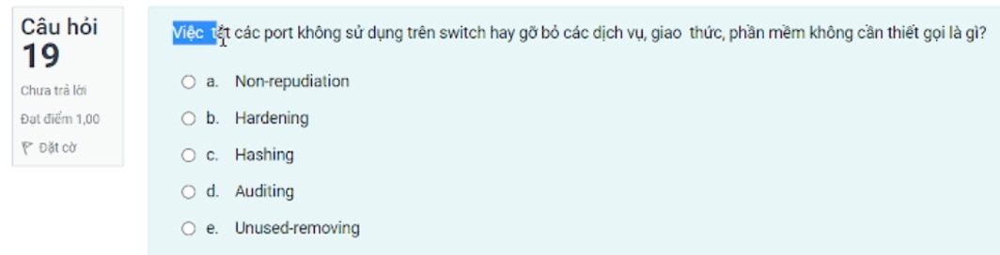 Câu hỏi
19
Chưa trả lời
Đạt điểm 1,00
Đặt cờ
Việc tắt các port không sử dụng trên switch hay gỡ bỏ các dịch vụ, giao thức, phần mềm không cần thiết gọi là gì?
a. Non-repudiation
b. Hardening
c. Hashing
d. Auditing
e. Unused-removing